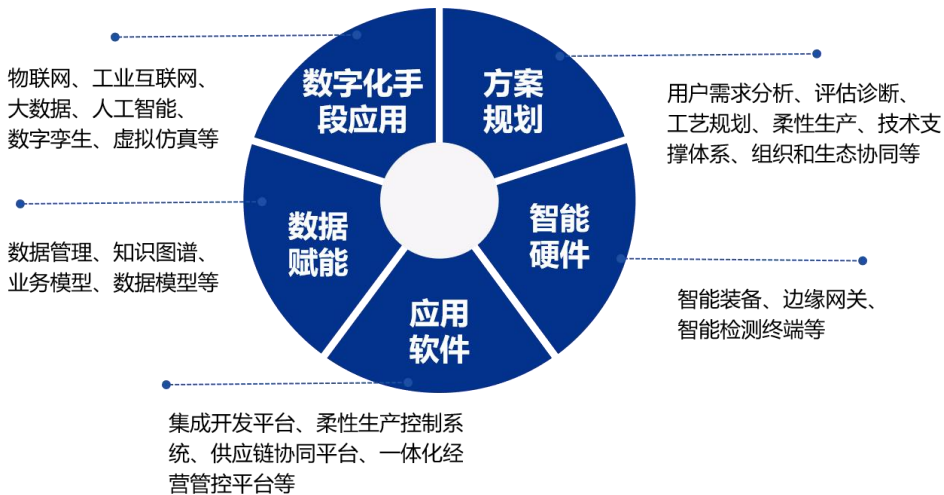 数字化手
段应用
方案
规划
智能
硬件
应用
软件
数据
赋能
物联网、工业互联网、
大数据、人工智能、
数字孪生、虚拟仿真等
用户需求分析、评估诊断、
工艺规划、柔性生产、技术支
撑体系、组织和生态协同等
数据管理、知识图谱、
业务模型、数据模型等
智能装备、边缘网关、
智能检测终端等
集成开发平台、柔性生产控制系
统、供应链协同平台、一体化经
营管控平台等